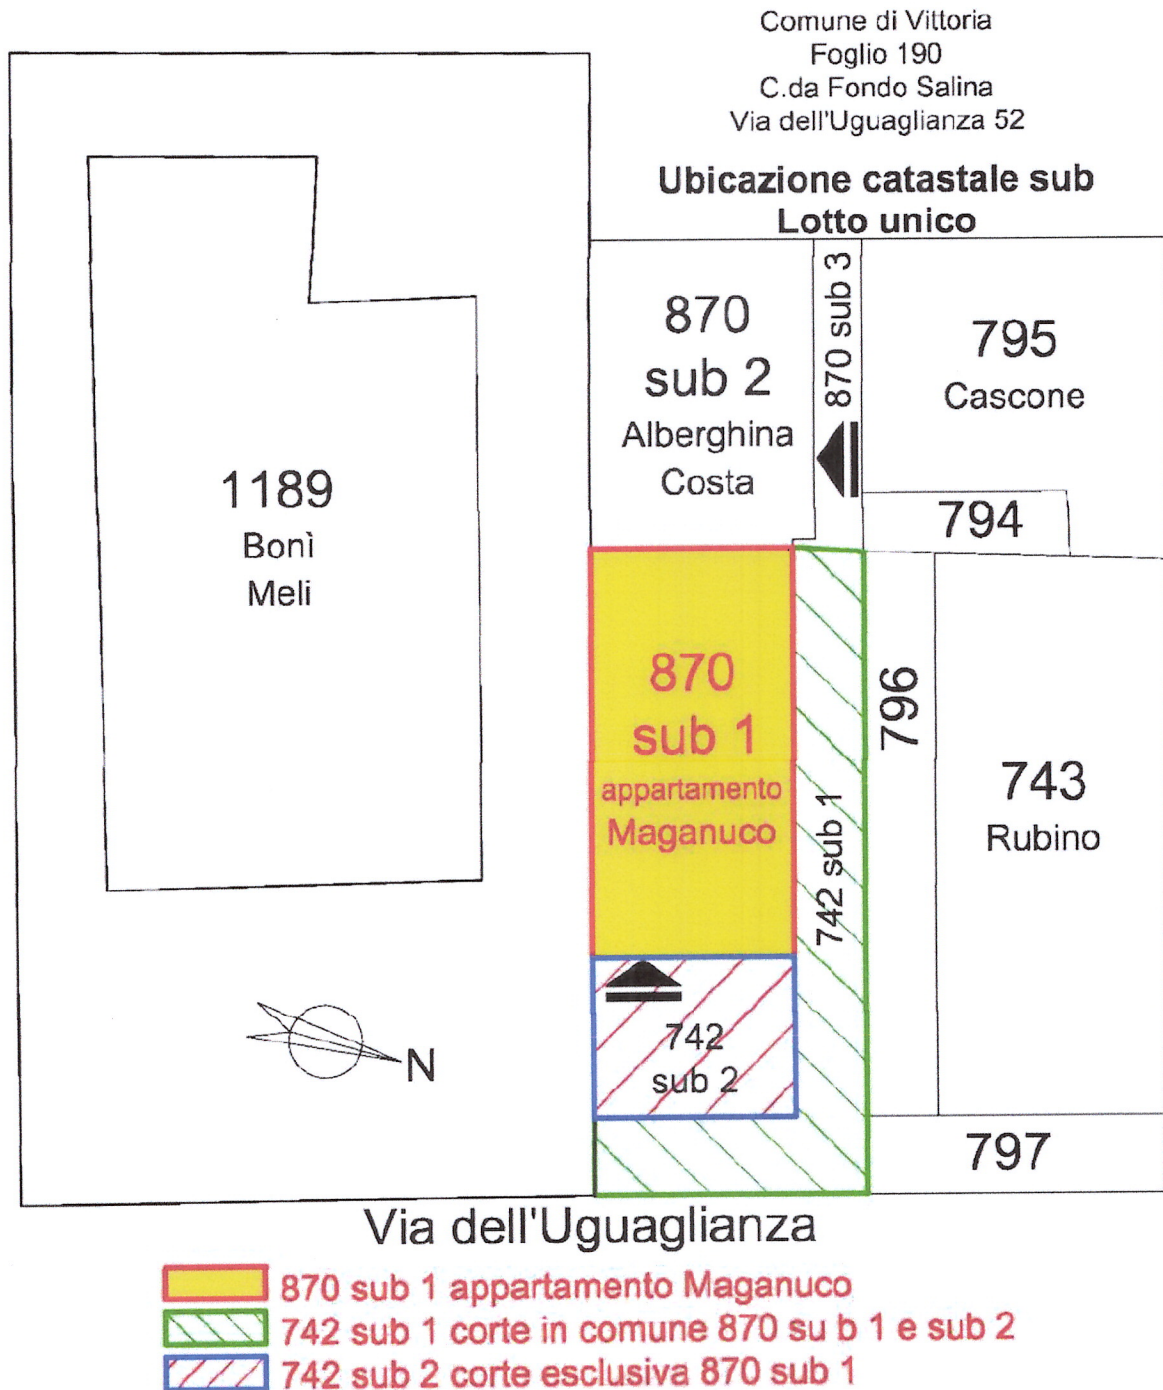 Comune di Vittoria
Foglio 190
C.da Fondo Salina
Via dell'Uguaglianza 52
Ubicazione catastale sub
Lotto unico
870
sub 2
Alberghina
Costa
870 sub 3
795
Cascone
794
1189
Bonì
Meli
870
sub 1
appartamento
Maganuco
742 sub 1
796
743
Rubino
742
sub 2
N
797
Via dell'Uguaglianza
870 sub 1 appartamento Maganuco
742 sub 1 corte in comune 870 su b 1 e sub 2
742 sub 2 corte esclusiva 870 sub 1